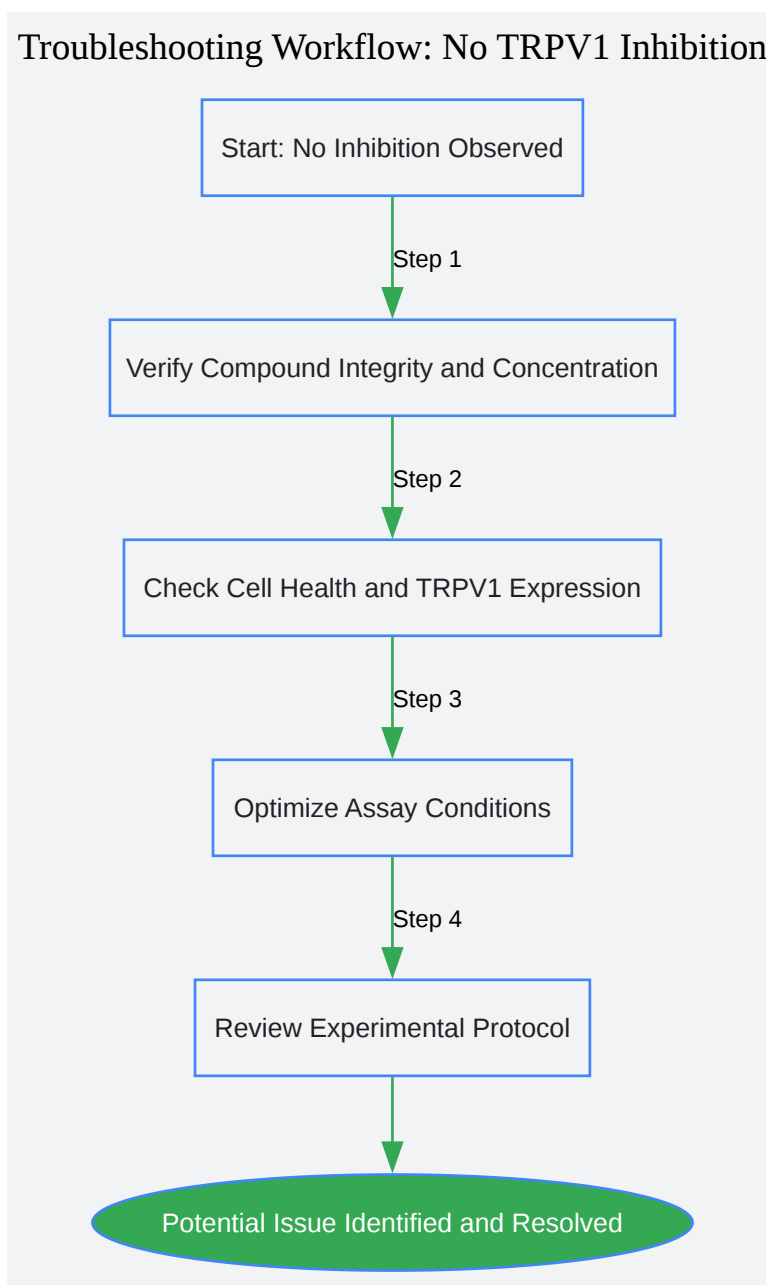 Troubleshooting Workflow: No TRPV1 Inhibition
Start: No Inhibition Observed
Step 1
Verify Compound Integrity and Concentration
Step 2
Check Cell Health and TRPV1 Expression
Step 3
Optimize Assay Conditions
Step 4
Review Experimental Protocol
Potential Issue Identified and Resolved